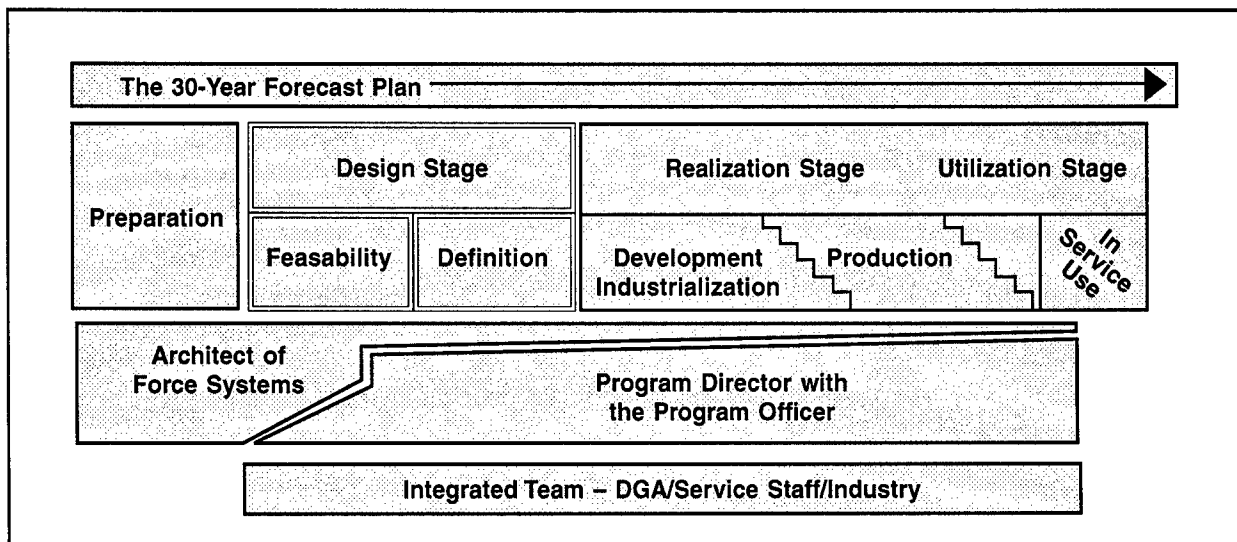 The 30-Year Forecast Plan
Preparation
Design Stage
Feasability
Definition
Realization Stage
Utilization Stage
Development
Industrialization
Production
In
Service
Use
Architect of
Force Systems
Program Director with
the Program Officer
Integrated Team – DGA/Service Staff/Industry